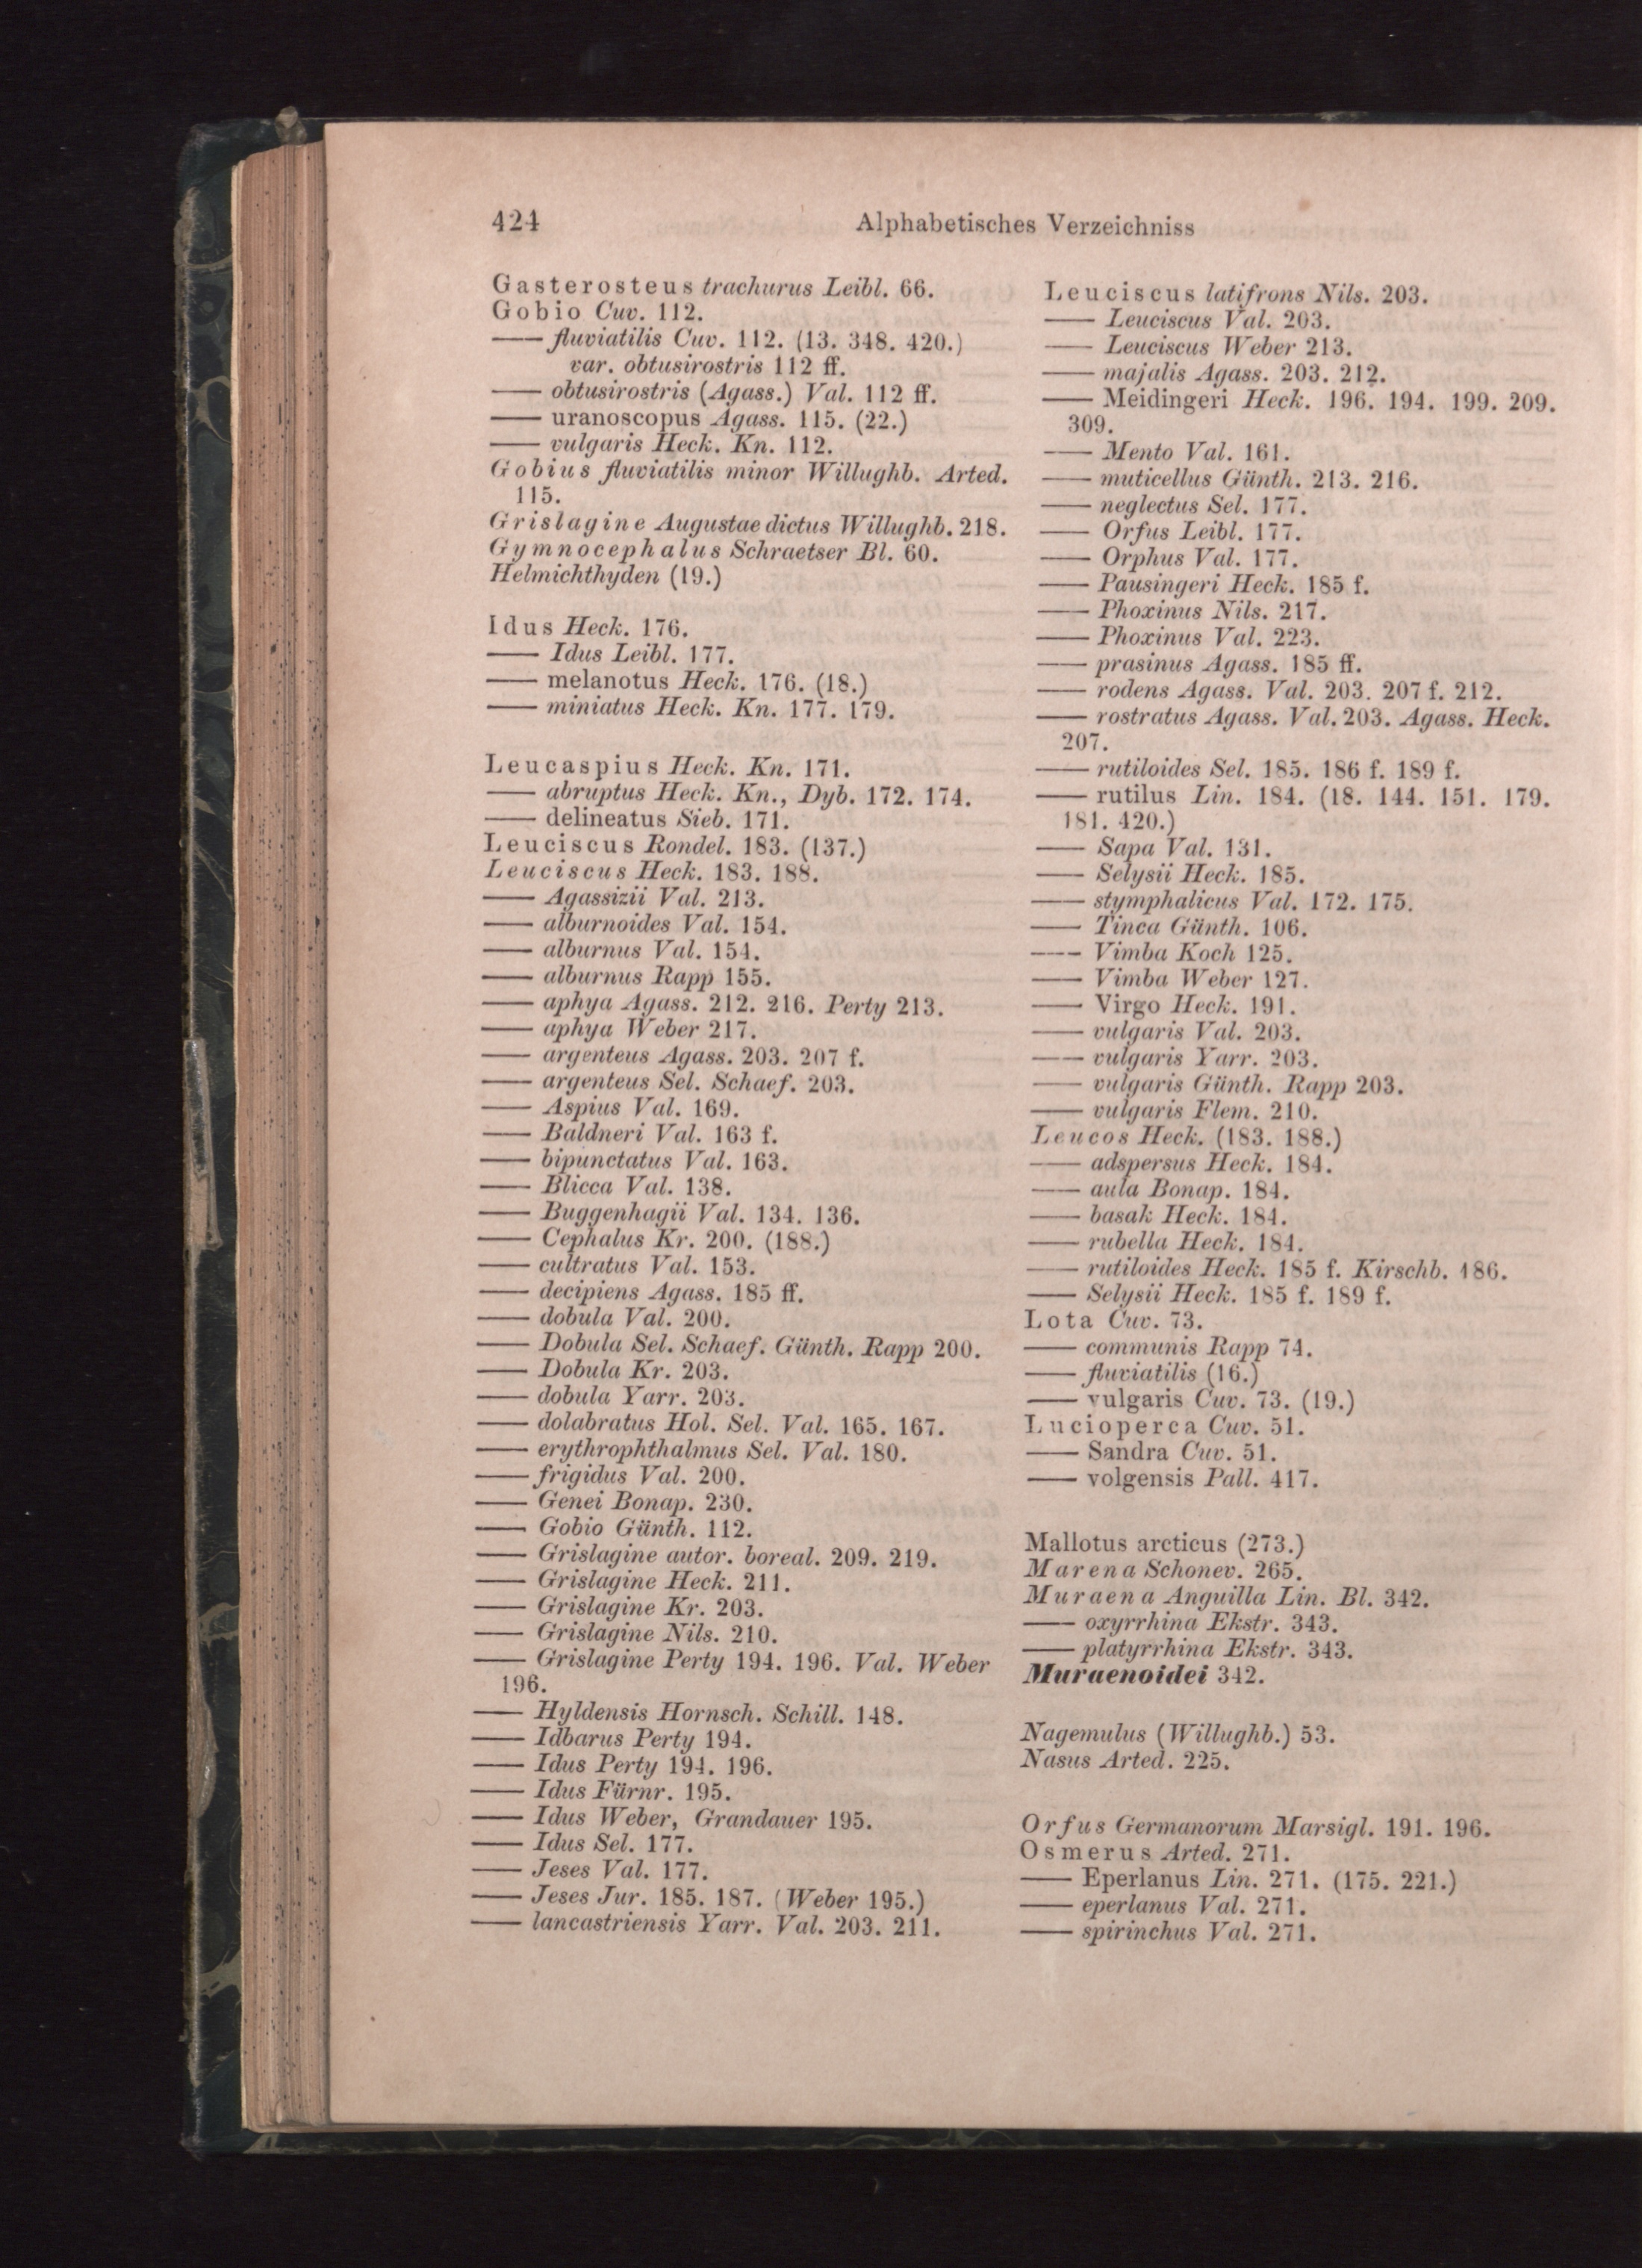 424
Alphabetisches Verzeichniss
Gasterosteus trachurus Leibl. 66.
Gobio Cuv. 112.
—— fluviatilis Cuv. 112. (13. 348. 420.)
var. obtusirostris 112 ff.
—— obtusirostris (Agass.) Val. 112 ff.
—— uranoscopus Agass. 115. (22.)
—— vulgaris Heck. Kn. 112.
Gobius fluviatilis minor Willughb. Arted.
115.
Grislagine Augustae dictus Willughb. 218.
Gymnocephalus Schraetser Bl. 60.
Helmichthyden (19.)
Idus Heck. 176.
—— Idus Leibl. 177.
—— melanotus Heck. 176. (18.)
—— miniatus Heck. Kn. 177. 179.
Leucaspius Heck. Kn. 171.
—— abruptus Heck. Kn., Dyb. 172. 174.
—— delineatus Sieb. 171.
Leuciscus Rondel. 183. (137.)
Leuciscus Heck. 183. 188.
—— Agassizii Val. 213.
—— alburnoides Val. 154.
—— alburnus Val. 154.
—— alburnus Rapp 155.
—— aphya Agass. 212. 216. Perty 213.
—— aphya Weber 217.
—— argenteus Agass. 203. 207 f.
—— argenteus Sel. Schaef. 203.
—— Aspius Val. 169.
—— Baldneri Val. 163 f.
—— bipunctatus Val. 163.
—— Blicca Val. 138.
—— Buggenhagii Val. 134. 136.
—— Cephalus Kr. 200. (188.)
—— cultratus Val. 153.
—— decipiens Agass. 185 ff.
—— dobula Val. 200.
—— Dobula Sel. Schaef. Günth. Rapp 200.
—— Dobula Kr. 203.
—— dobula Yarr. 203.
—— dolabratus Hol. Sel. Val. 165. 167.
—— erythrophthalmus Sel. Val. 180.
—— frigidus Val. 200.
—— Genei Bonap. 230.
—— Gobio Günth. 112.
—— Grislagine autor. boreal. 209. 219.
—— Grislagine Heck. 211.
—— Grislagine Kr. 203.
—— Grislagine Nils. 210.
—— Grislagine Perty 194. 196. Val. Weber
196.
—— Hyldensis Hornsch. Schill. 148.
—— Idbarus Perty 194.
—— Idus Perty 194. 196.
—— Idus Fürnr. 195.
—— Idus Weber, Grandauer 195.
—— Idus Sel. 177.
—— Jeses Val. 177.
—— Jeses Jur. 185. 187. (Weber 195.)
—— lancastriensis Yarr. Val. 203. 211.
Leuciscus latifrons Nils. 203.
—— Leuciscus Val. 203.
—— Leuciscus Weber 213.
—— majalis Agass. 203. 212.
—— Meidingeri Heck. 196. 194. 199. 209.
309.
—— Mento Val. 161.
—— muticellus Günth. 213. 216.
—— neglectus Sel. 177.
—— Orfus Leibl. 177.
—— Orphus Val. 177.
—— Pausingeri Heck. 185 f.
—— Phoxinus Nils. 217.
—— Phoxinus Val. 223.
—— prasinus Agass. 185 ff.
—— rodens Agass. Val. 203. 207 f. 212.
—— rostratus Agass. Val. 203. Agass. Heck.
207.
—— rutiloides Sel. 185. 186 f. 189 f.
—— rutilus Lin. 184. (18. 144. 151. 179.
181. 420.)
—— Sapa Val. 131.
—— Selysii Heck. 185.
—— stymphalicus Val. 172. 175.
—— Tinca Günth. 106.
—— Vimba Koch 125.
—— Vimba Weber 127.
—— Virgo Heck. 191.
—— vulgaris Val. 203.
—— vulgaris Yarr. 203.
—— vulgaris Günth. Rapp 203.
—— vulgaris Flem. 210.
Leucos Heck. (183. 188.)
—— adspersus Heck. 184.
—— aula Bonap. 184.
—— basak Heck. 184.
—— rubella Heck. 184.
—— rutiloides Heck. 185 f. Kirschb. 186.
—— Selysii Heck. 185 f. 189 f.
Lota Cuv. 73.
—— communis Rapp 74.
—— fluviatilis (16.)
—— vulgaris Cuv. 73. (19.)
Lucioperca Cuv. 51.
—— Sandra Cuv. 51.
—— volgensis Pall. 417.
Mallotus arcticus (273.)
Marena Schonev. 265.
Muraena Anguilla Lin. Bl. 342.
—— oxyrrhina Ekstr. 343.
—— platyrrhina Ekstr. 343.
Muraenoidei 342.
Nagemulus (Willughb.) 53.
Nasus Arted. 225.
Orfus Germanorum Marsigl. 191. 196.
Osmerus Arted. 271.
—— Eperlanus Lin. 271. (175. 221.)
—— eperlanus Val. 271.
—— spirinchus Val. 271.